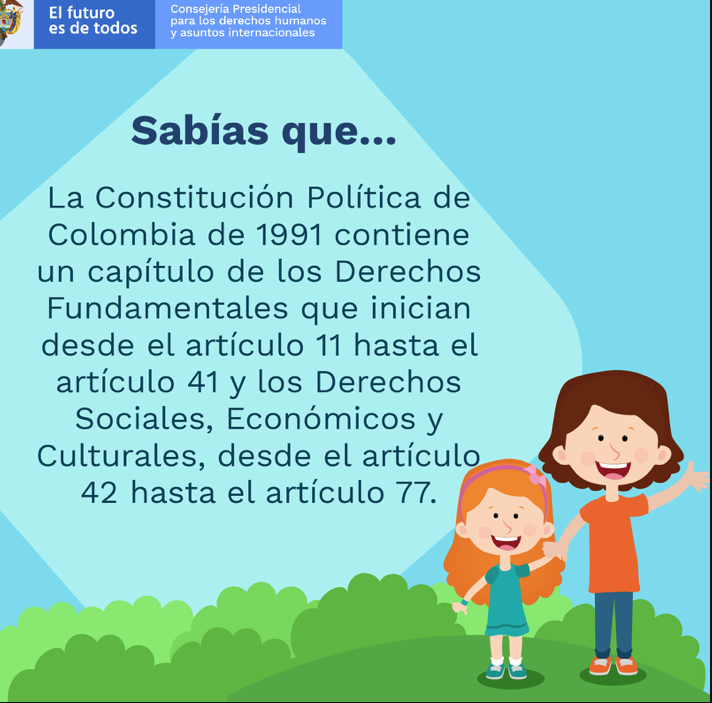 El futuro
es de todos
Consejería Presidencial
para los derechos humanos
y asuntos internacionales
Sabías que...
La Constitución Política de
Colombia de 1991 contiene
un capítulo de los Derechos
Fundamentales que inician
desde el artículo 11 hasta el
artículo 41 y los Derechos
Sociales, Económicos y
Culturales, desde el artículo
42 hasta el artículo 77.